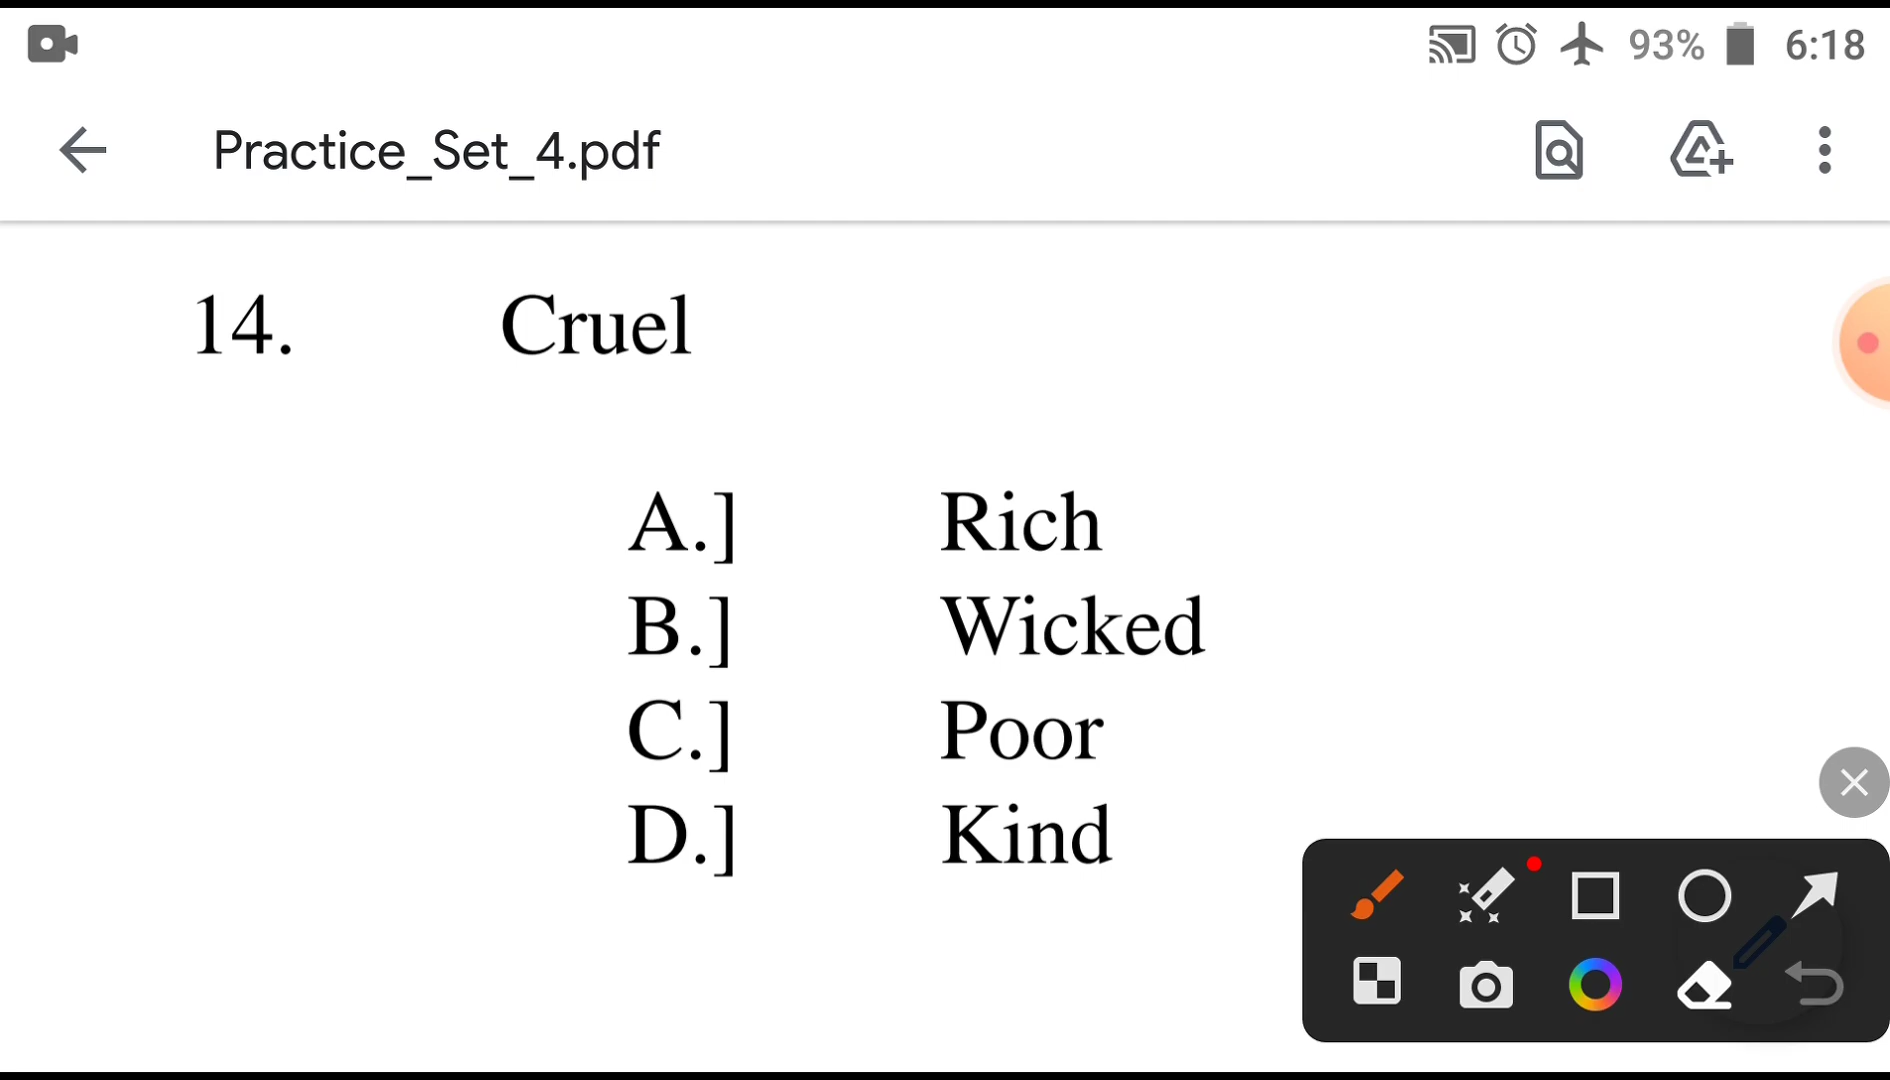 93% 6:18
Practice_Set_4.pdf
14. Cruel
A.] Rich
B.] Wicked
C.] Poor
D.] Kind